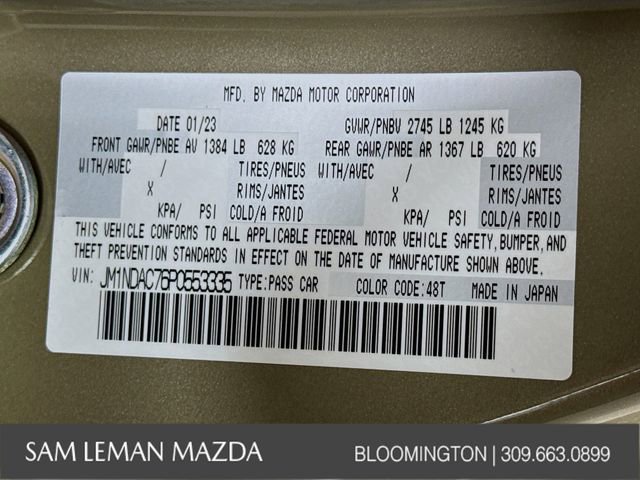 MFD. BY MAZDA MOTOR CORPORATION
DATE 01/23 GVWR/PNBV 2745 LB 1245 KG
FRONT GAWR/PNBE AV 1384 LB 628 KG REAR GAWR/PNBE AR 1367 LB 620 KG
WITH/AVEC / TIRES/PNEUS WITH/AVEC / TIRES/PNEUS
X RIMS/JANTES X RIMS/JANTES
KPA/ PSI COLD/A FROID KPA/ PSI COLD/A FROID
THIS VEHICLE CONFORMS TO ALL APPLICABLE FEDERAL MOTOR VEHICLE SAFETY, BUMPER, AND
THEFT PREVENTION STANDARDS IN EFFECT ON THE DATE OF MANUFACTURE SHOWN ABOVE.
VIN: JM1NDAC76P0553335 TYPE: PASS CAR COLOR CODE: 48T MADE IN JAPAN
SAM LEMAN MAZDA BLOOMINGTON | 309.663.0899